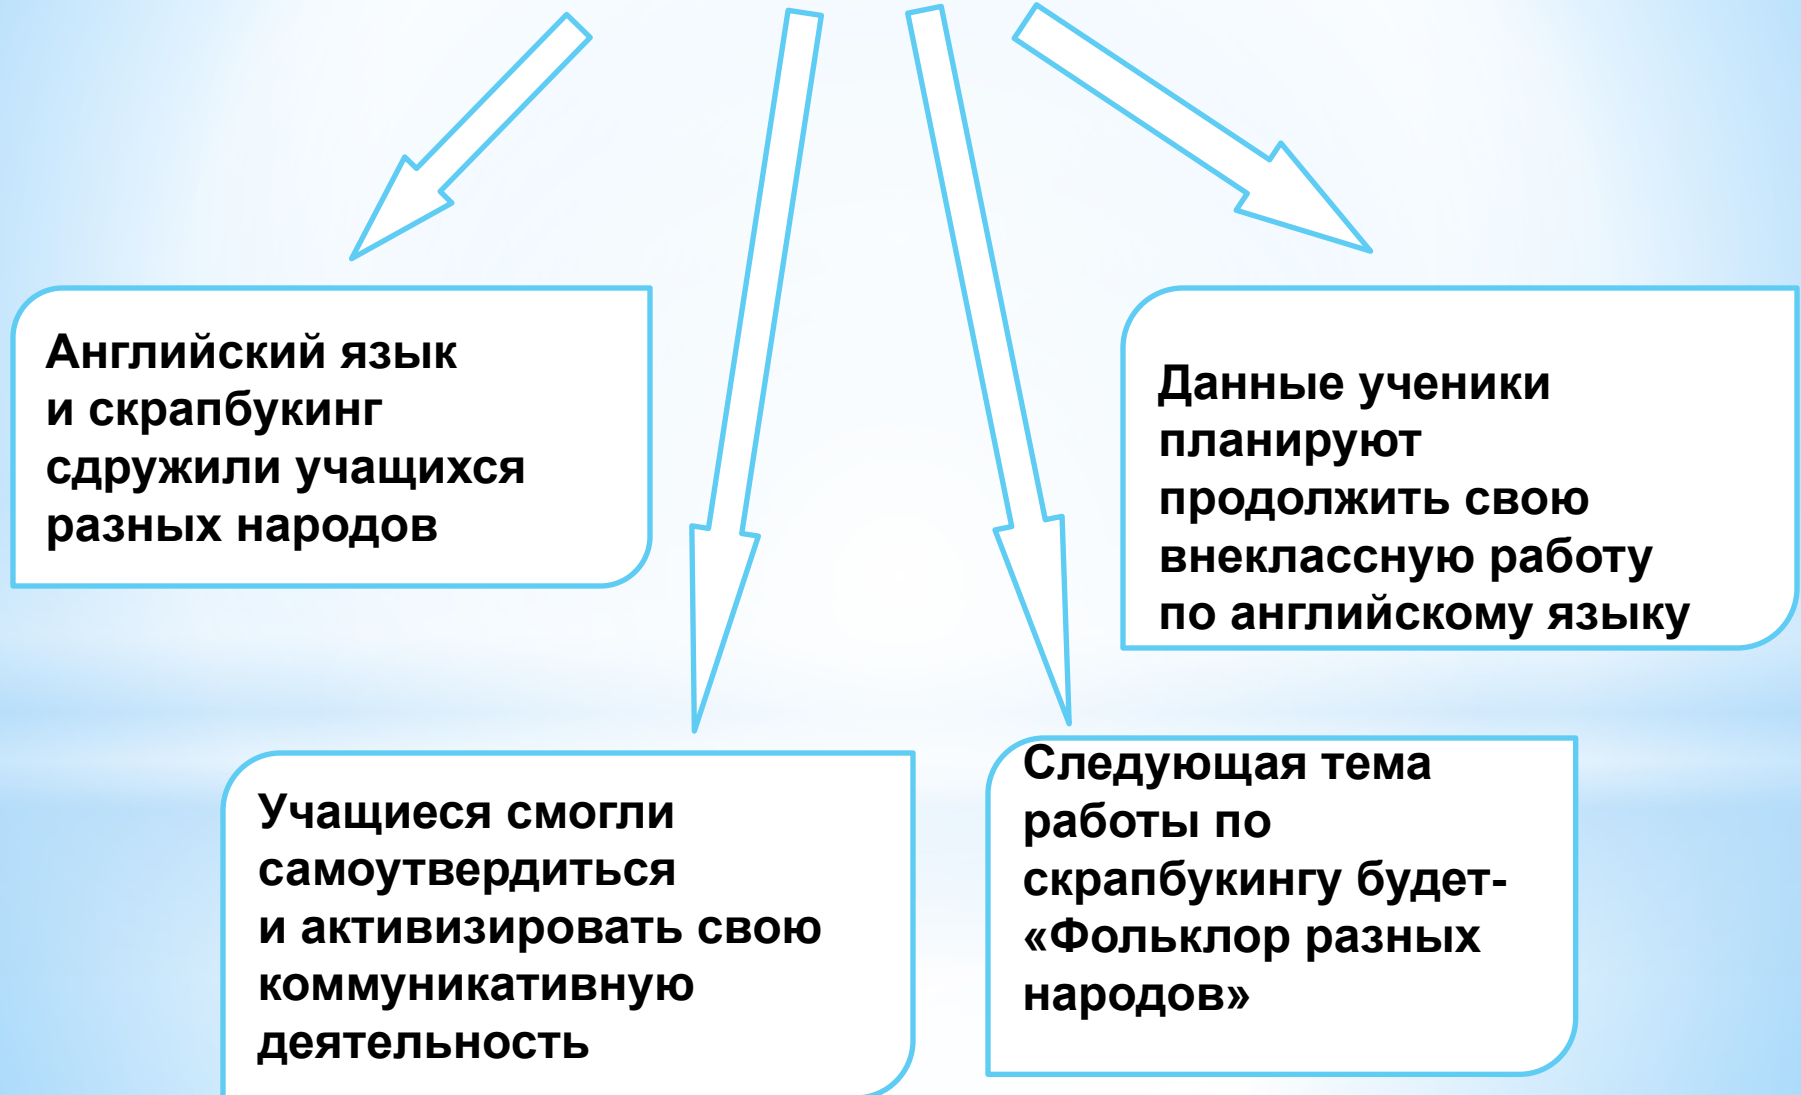 Английский язык
и скрапбукинг
сдружили учащихся
разных народов
Данные ученики
планируют
продолжить свою
внеклассную работу
по английскому языку
Учащиеся смогли
самоутвердиться
и активизировать свою
коммуникативную
деятельность
Следующая тема
работы по
скрапбукингу будет-
«Фольклор разных
народов»